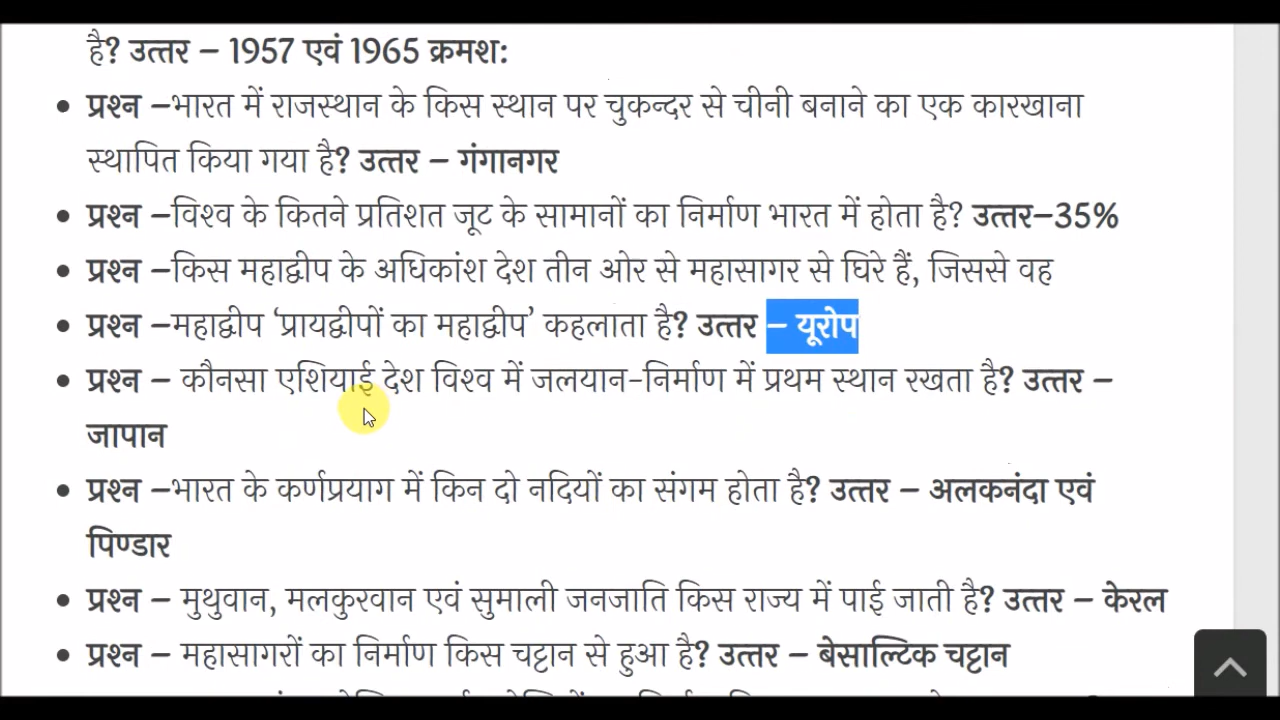 है? उत्तर – 1957 एवं 1965 क्रमश:
• प्रश्न –भारत में राजस्थान के किस स्थान पर चुकन्दर से चीनी बनाने का एक कारखाना
स्थापित किया गया है? उत्तर – गंगानगर
• प्रश्न –विश्व के कितने प्रतिशत जूट के सामानों का निर्माण भारत में होता है? उत्तर–35%
• प्रश्न –किस महाद्वीप के अधिकांश देश तीन ओर से महासागर से घिरे हैं, जिससे वह
• प्रश्न –महाद्वीप ‘प्रायद्वीपों का महाद्वीप’ कहलाता है? उत्तर – यूरोप
• प्रश्न – कौनसा एशियाई देश विश्व में जलयान-निर्माण में प्रथम स्थान रखता है? उत्तर –
जापान
• प्रश्न –भारत के कर्णप्रयाग में किन दो नदियों का संगम होता है? उत्तर – अलकनंदा एवं
पिण्डार
• प्रश्न – मुथुवान, मलकुरवान एवं सुमाली जनजाति किस राज्य में पाई जाती है? उत्तर – केरल
• प्रश्न – महासागरों का निर्माण किस चट्टान से हुआ है? उत्तर – बेसाल्टिक चट्टान